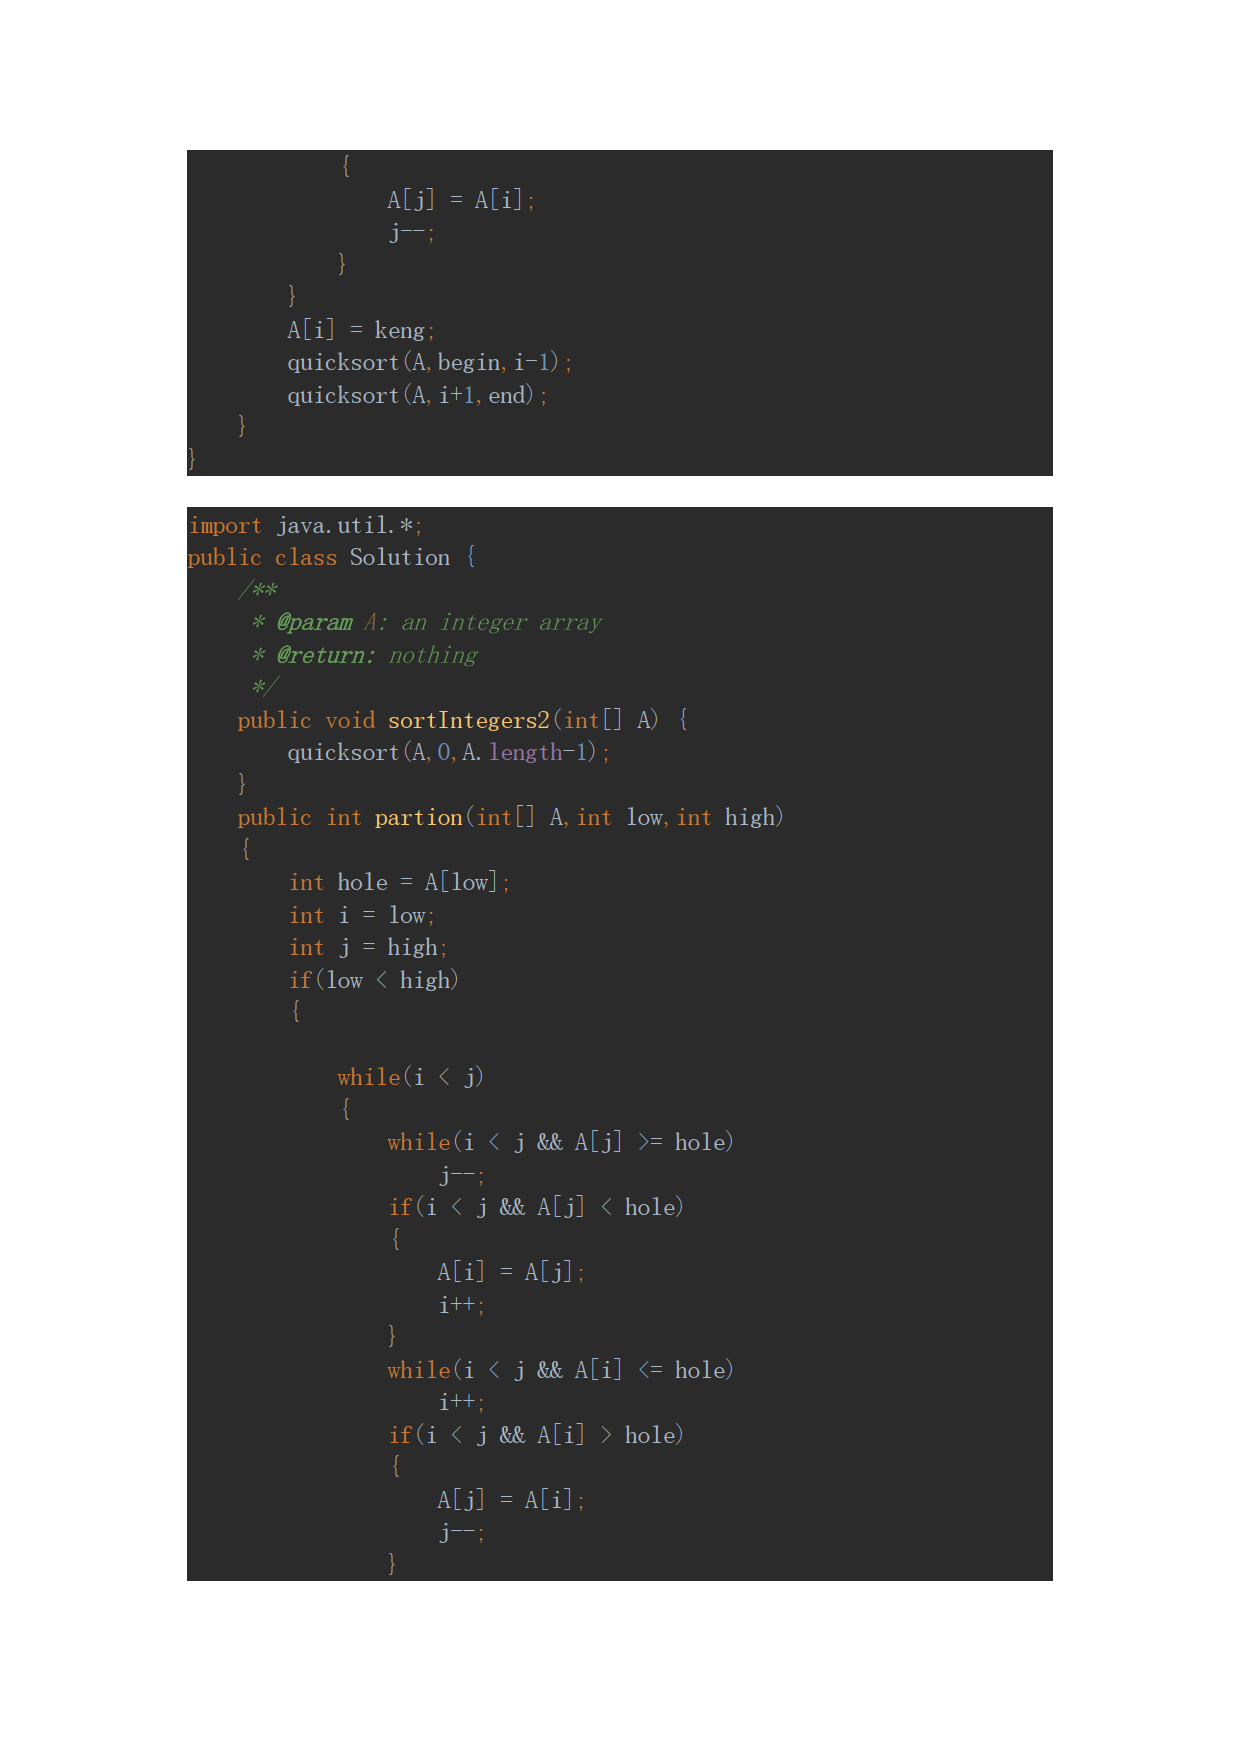 {
A[j] = A[i];
j--;
}
}
A[i] = keng;
quicksort(A,begin,i-1);
quicksort(A,i+1,end);
}
}
import java.util.*;
public class Solution {
/**
* @param A: an integer array
* @return: nothing
*/
public void sortIntegers2(int[] A) {
quicksort(A,0,A.length-1);
}
public int partion(int[] A,int low,int high)
{
int hole = A[low];
int i = low;
int j = high;
if(low < high)
{
while(i < j)
{
while(i < j && A[j] >= hole)
j--;
if(i < j && A[j] < hole)
{
A[i] = A[j];
i++;
}
while(i < j && A[i] <= hole)
i++;
if(i < j && A[i] > hole)
{
A[j] = A[i];
j--;
}